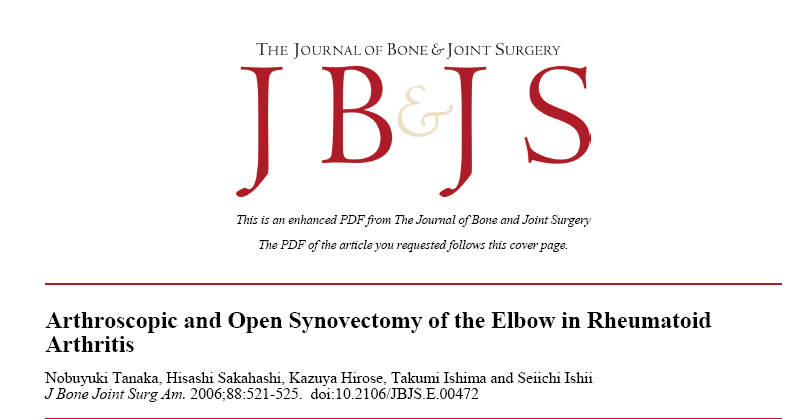 THE JOURNAL OF BONE & JOINT SURGERY
J B & J S
This is an enhanced PDF from The Journal of Bone and Joint Surgery
The PDF of the article you requested follows this cover page.
Arthroscopic and Open Synovectomy of the Elbow in Rheumatoid
Arthritis
Nobuyuki Tanaka, Hisashi Sakahashi, Kazuya Hirose, Takumi Ishima and Seiichi Ishii
J Bone Joint Surg Am. 2006;88:521-525. doi:10.2106/JBJS.E.00472